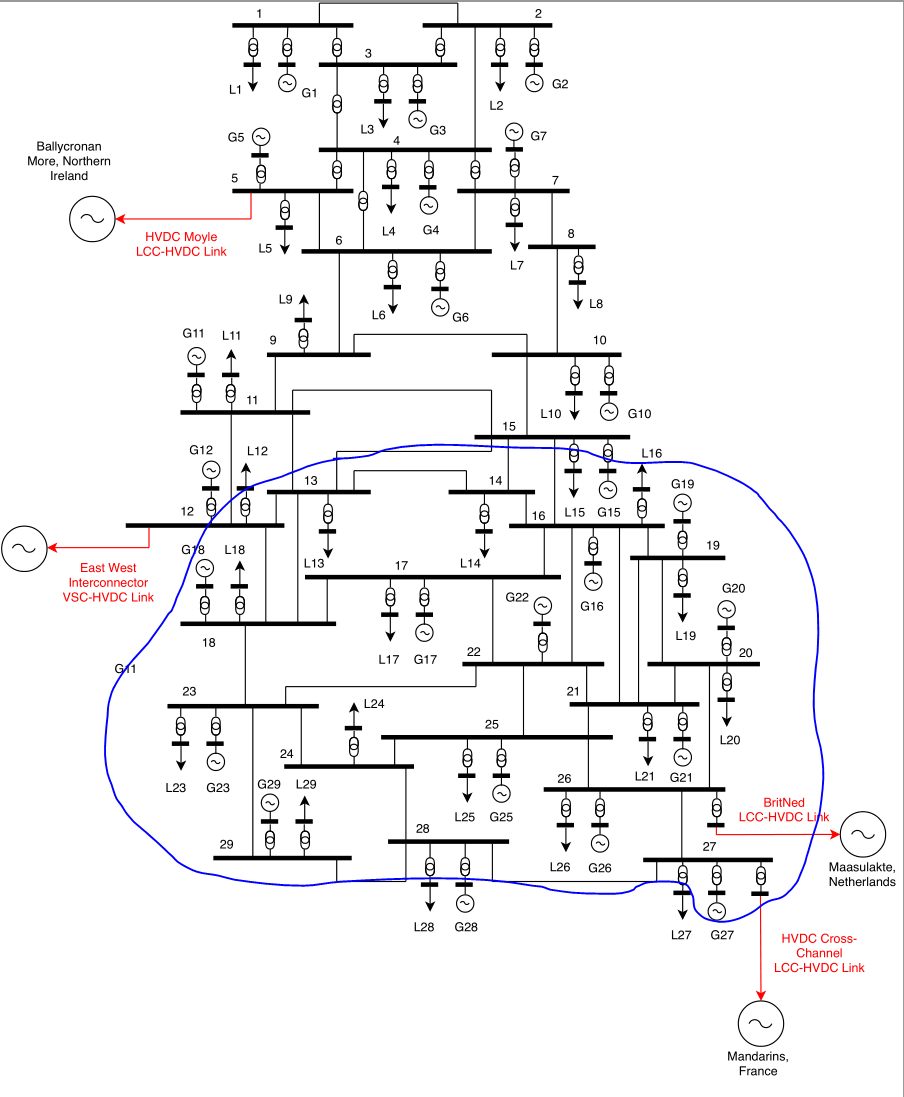 1
2
3
L1
G1
L2
G2
L3
G3
G5
4
G7
Ballycronan
More, Northern
Ireland
5
7
L4
G4
HVDC Moyle
LCC-HVDC Link
L5
6
8
L7
L9
L6
G6
L8
G11
L11
9
10
11
L10
G10
15
G12
L12
L16
13
14
G19
12
L15
G15
16
G18
L18
L13
L14
19
East West
Interconnector
VSC-HVDC Link
17
G16
G22
G20
L19
18
L17
G17
22
20
G11
23
21
L24
25
L20
24
L21
G21
L23
G23
G29
L29
26
L25
G25
BritNed
LCC-HVDC Link
28
29
27
L26
G26
Maasulakte,
Netherlands
L28
G28
L27
G27
HVDC Cross-
Channel
LCC-HVDC Link
Mandarins,
France